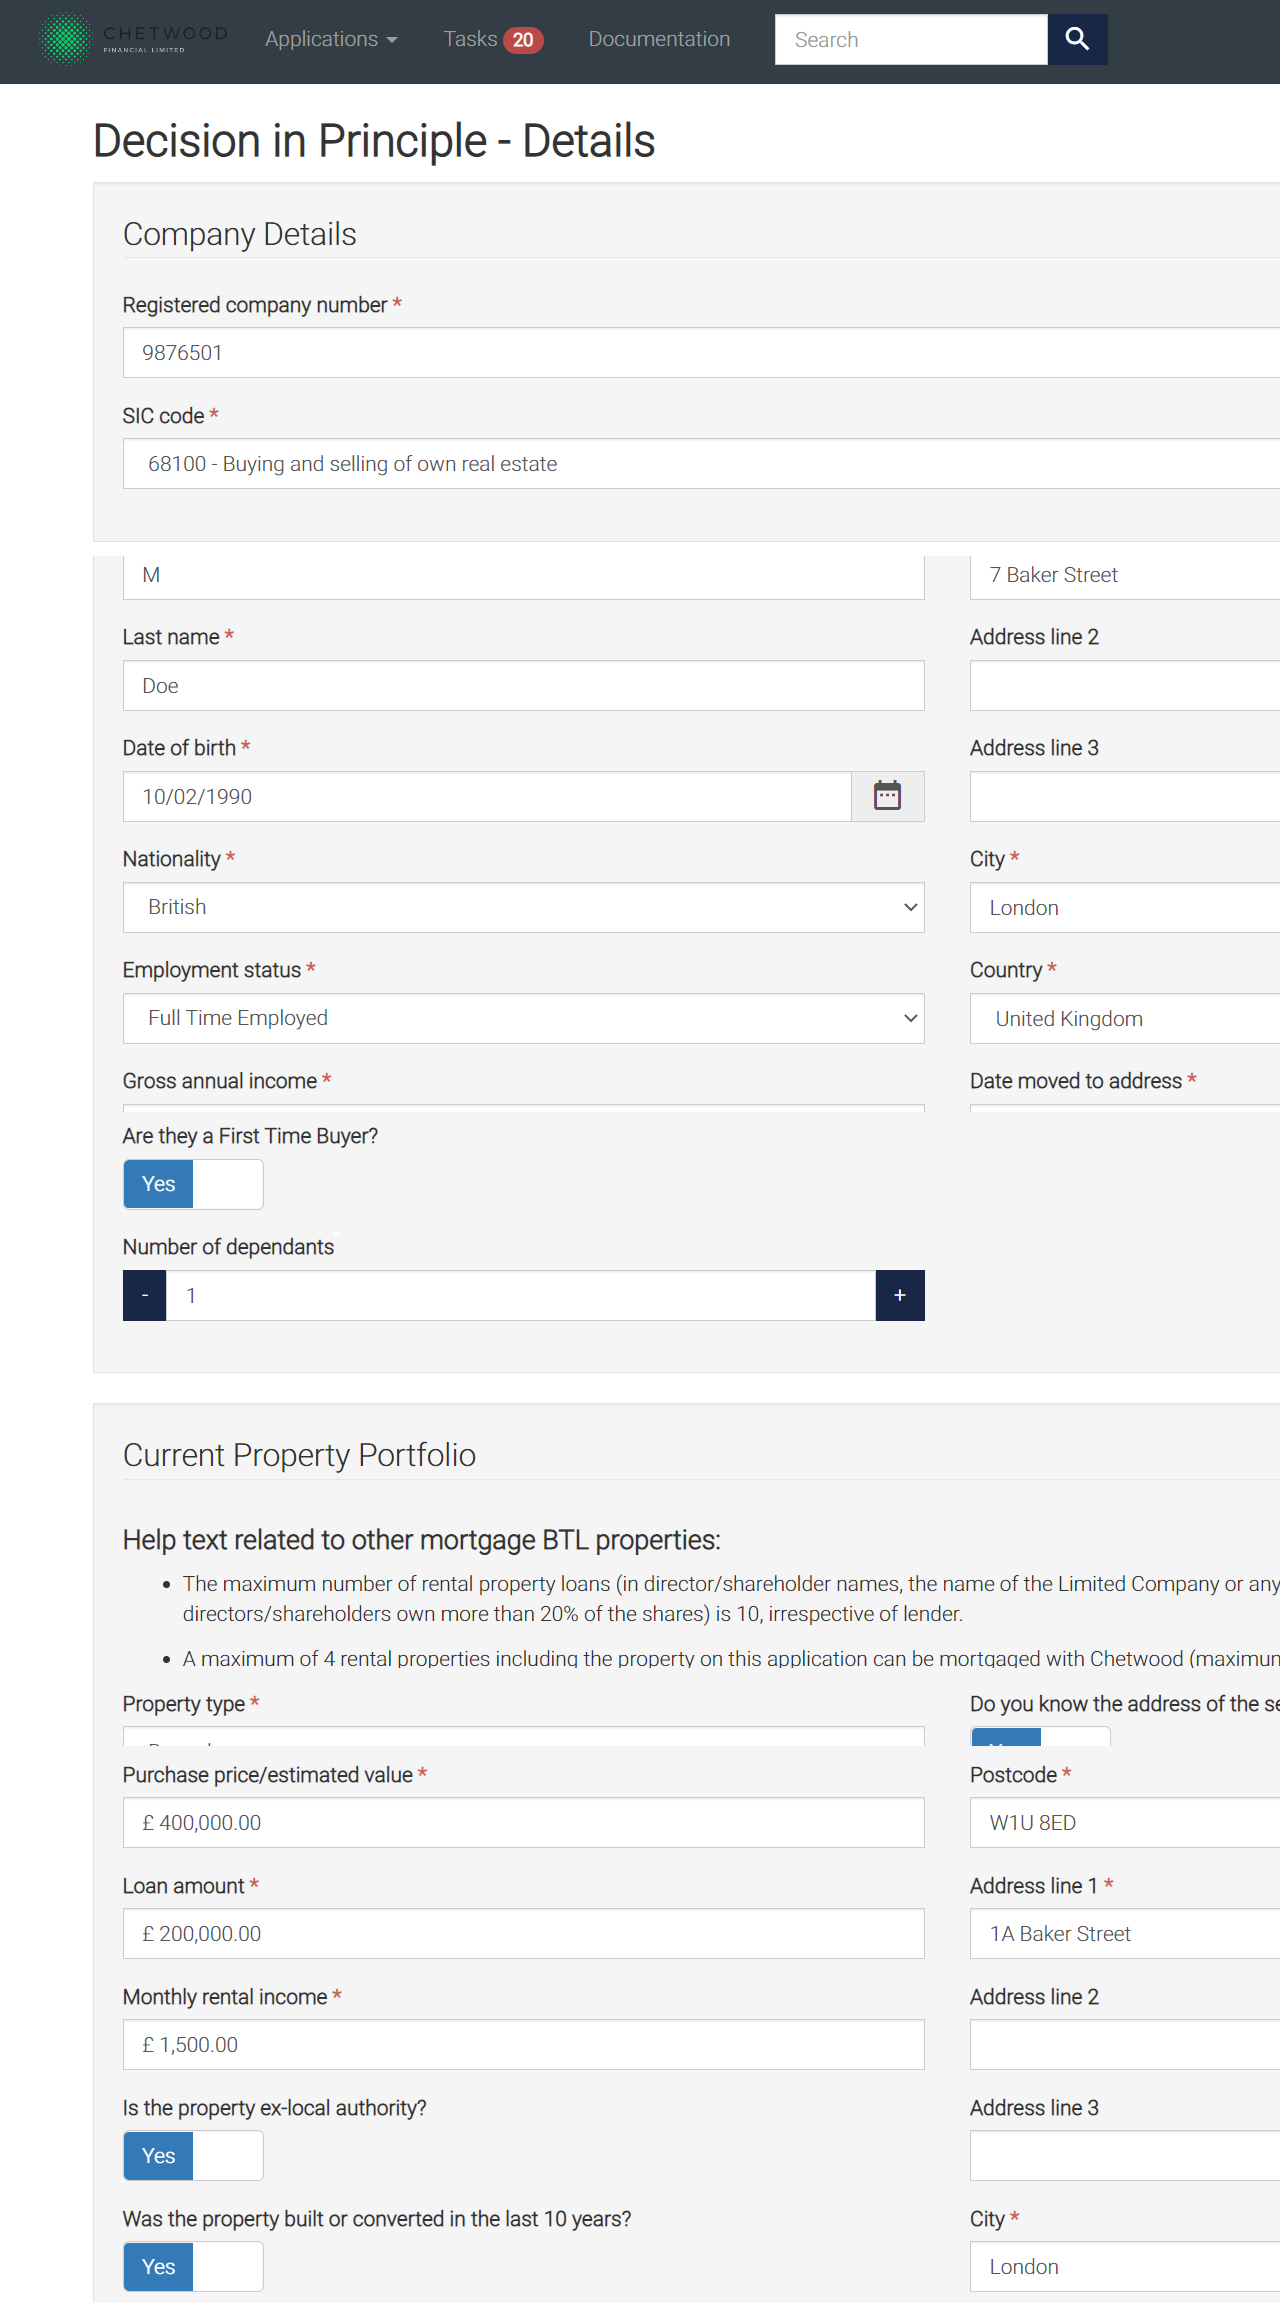 CHETWOOD
FINANCIAL LIMITED
Applications
Tasks 20
Documentation
Search
Decision in Principle - Details
Company Details
Registered company number *
9876501
SIC code *
68100 - Buying and selling of own real estate
M
7 Baker Street
Last name *
Address line 2
Doe
Date of birth *
Address line 3
10/02/1990
Nationality *
City *
British
London
Employment status *
Country *
Full Time Employed
United Kingdom
Gross annual income *
Date moved to address *
Are they a First Time Buyer?
Yes
Number of dependants
- 1 +
Current Property Portfolio
Help text related to other mortgage BTL properties:
• The maximum number of rental property loans (in director/shareholder names, the name of the Limited Company or any
directors/shareholders own more than 20% of the shares) is 10, irrespective of lender.
• A maximum of 4 rental properties including the property on this application can be mortgaged with Chetwood (maximum
Property type *
Do you know the address of the se
Purchase price/estimated value *
Postcode *
£ 400,000.00
W1U 8ED
Loan amount *
Address line 1 *
£ 200,000.00
1A Baker Street
Monthly rental income *
Address line 2
£ 1,500.00
Is the property ex-local authority?
Address line 3
Yes
Was the property built or converted in the last 10 years?
City *
Yes
London